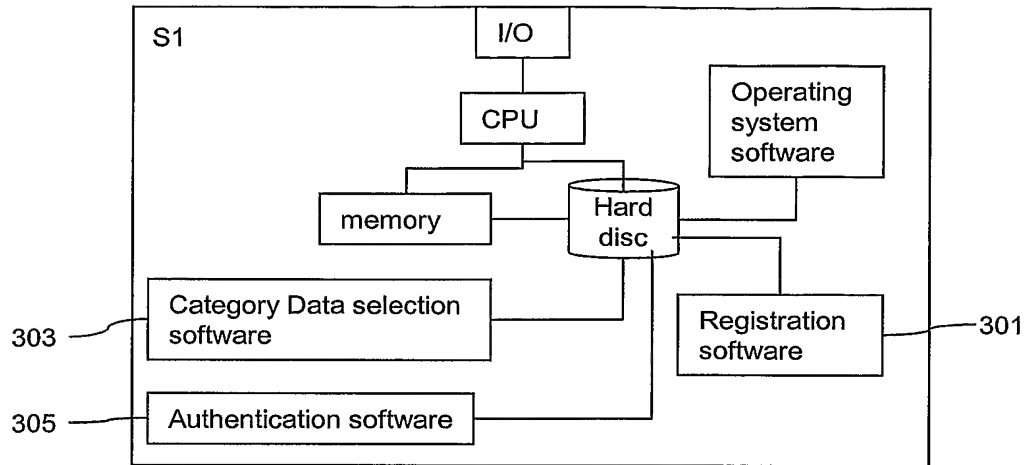 S1
I/O
CPU
Operating
system
software
memory
Hard
disc
Category Data selection
software
303
Registration
software
301
Authentication software
305